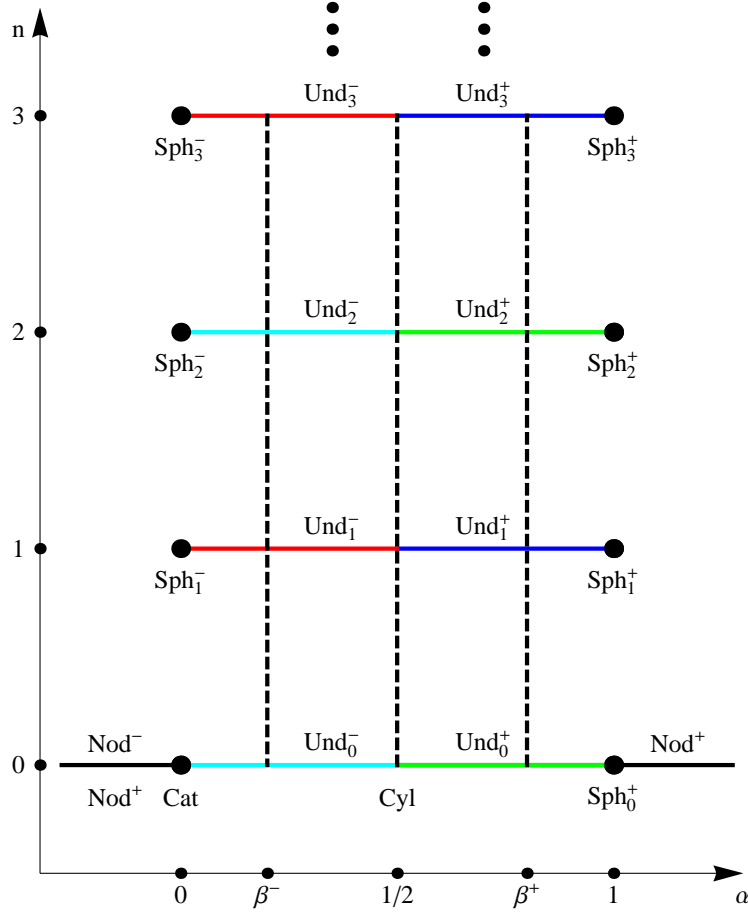 n
Und₃⁻ Und₃⁺
3
Sph₃⁻ Sph₃⁺
Und₂⁻ Und₂⁺
2
Sph₂⁻ Sph₂⁺
Und₁⁻ Und₁⁺
1
Sph₁⁻ Sph₁⁺
Nod⁻ Und₀⁻ Und₀⁺ Nod⁺
0
Nod⁺ Cat Cyl Sph₀⁺
0 β⁻ 1/2 β⁺ 1 α